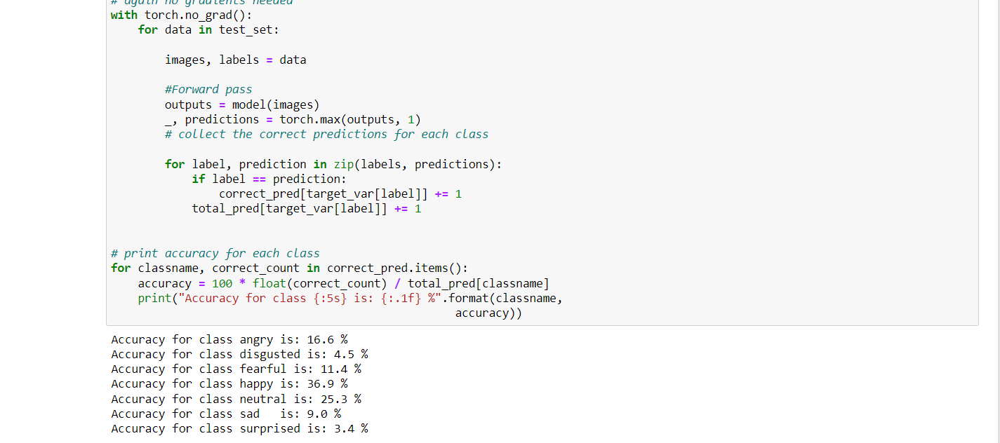 # again no gradients needed
with torch.no_grad():
    for data in test_set:
        images, labels = data
        #Forward pass
        outputs = model(images)
        _, predictions = torch.max(outputs, 1)
        # collect the correct predictions for each class
        for label, prediction in zip(labels, predictions):
            if label == prediction:
                correct_pred[target_var[label]] += 1
            total_pred[target_var[label]] += 1
# print accuracy for each class
for classname, correct_count in correct_pred.items():
    accuracy = 100 * float(correct_count) / total_pred[classname]
    print("Accuracy for class {:5s} is: {:.1f} %".format(classname,
                                                   accuracy))
Accuracy for class angry is: 16.6 %
Accuracy for class disgusted is: 4.5 %
Accuracy for class fearful is: 11.4 %
Accuracy for class happy is: 36.9 %
Accuracy for class neutral is: 25.3 %
Accuracy for class sad   is: 9.0 %
Accuracy for class surprised is: 3.4 %